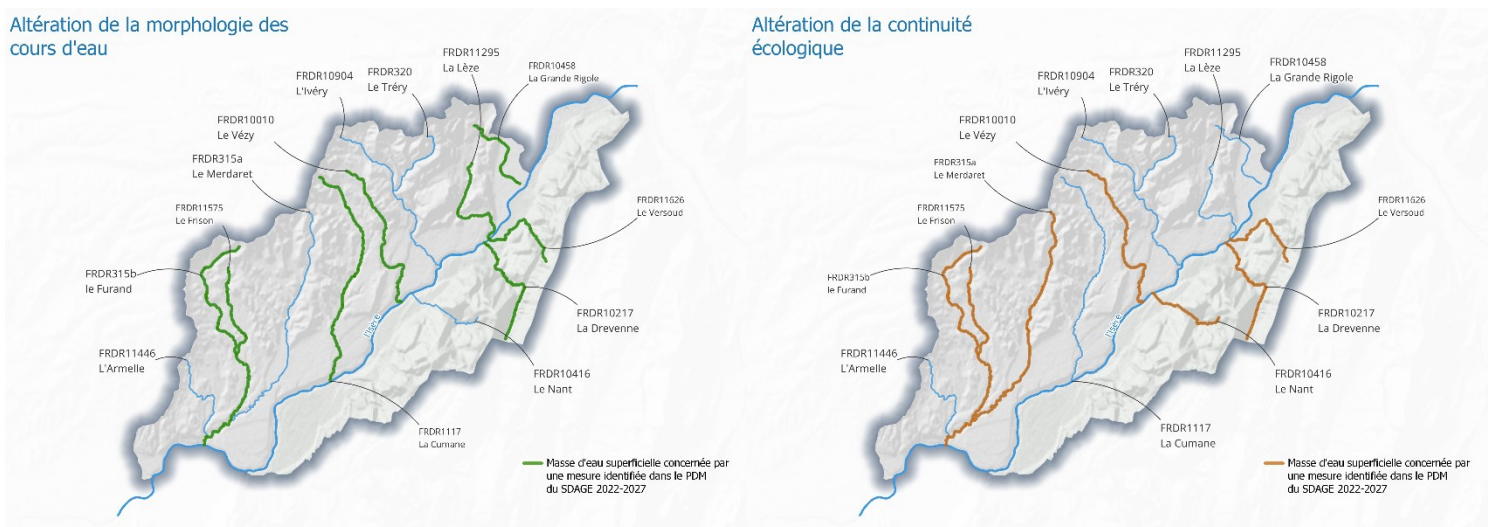 Altération de la morphologie des
cours d'eau
FRDR10904
L'Ivéry
FRDR320
Le Tréry
FRDR11295
La Lèze
FRDR10458
La Grande Rigole
FRDR10010
Le Vézy
FRDR315a
Le Merdaret
FRDR11575
Le Frison
FRDR315b
le Furand
FRDR11446
L'Armelle
l'Isère
FRDR11626
Le Versoud
FRDR10217
La Drevenne
FRDR10416
Le Nant
FRDR1117
La Cumane
Masse d'eau superficielle concernée par
une mesure identifiée dans le PDM
du SDAGE 2022-2027
Altération de la continuité
écologique
FRDR10904
L'Ivéry
FRDR320
Le Tréry
FRDR11295
La Lèze
FRDR10458
La Grande Rigole
FRDR10010
Le Vézy
FRDR315a
Le Merdaret
FRDR11575
Le Frison
FRDR315b
le Furand
FRDR11446
L'Armelle
l'Isère
FRDR11626
Le Versoud
FRDR10217
La Drevenne
FRDR10416
Le Nant
FRDR1117
La Cumane
Masse d'eau superficielle concernée par
une mesure identifiée dans le PDM
du SDAGE 2022-2027